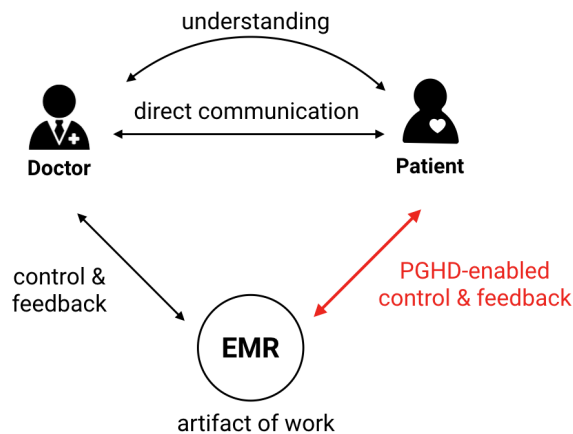 understanding
direct communication
Doctor
Patient
control &
feedback
PGHD-enabled
control & feedback
EMR
artifact of work